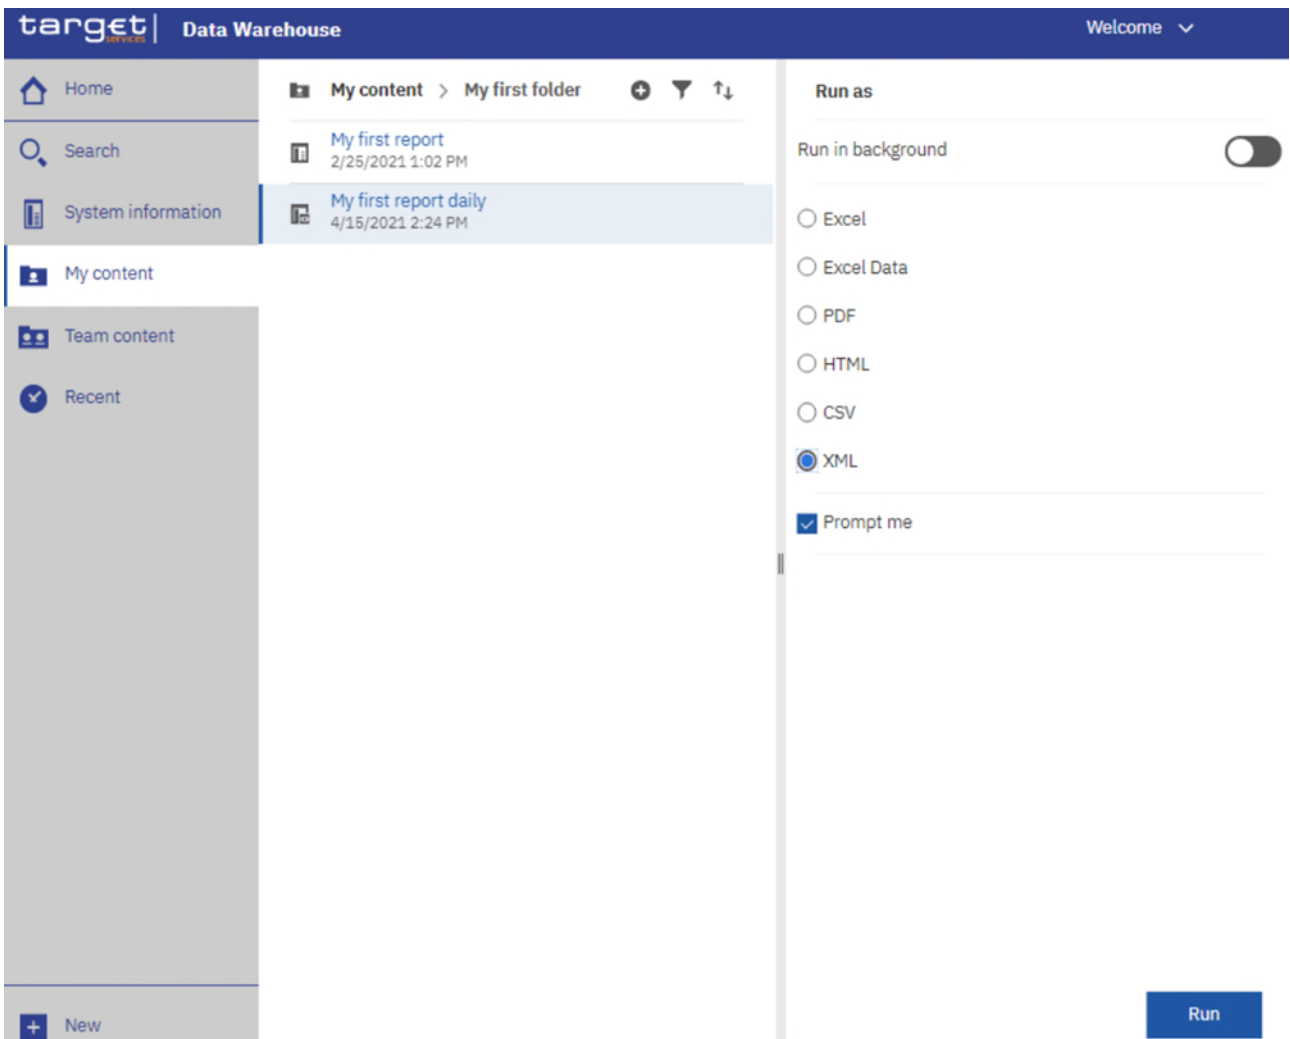 target services | Data Warehouse
Welcome
Home
Search
System information
My content
Team content
Recent
New
My content > My first folder
My first report
2/25/2021 1:02 PM
My first report daily
4/15/2021 2:24 PM
Run as
Run in background
Excel
Excel Data
PDF
HTML
CSV
XML
Prompt me
Run